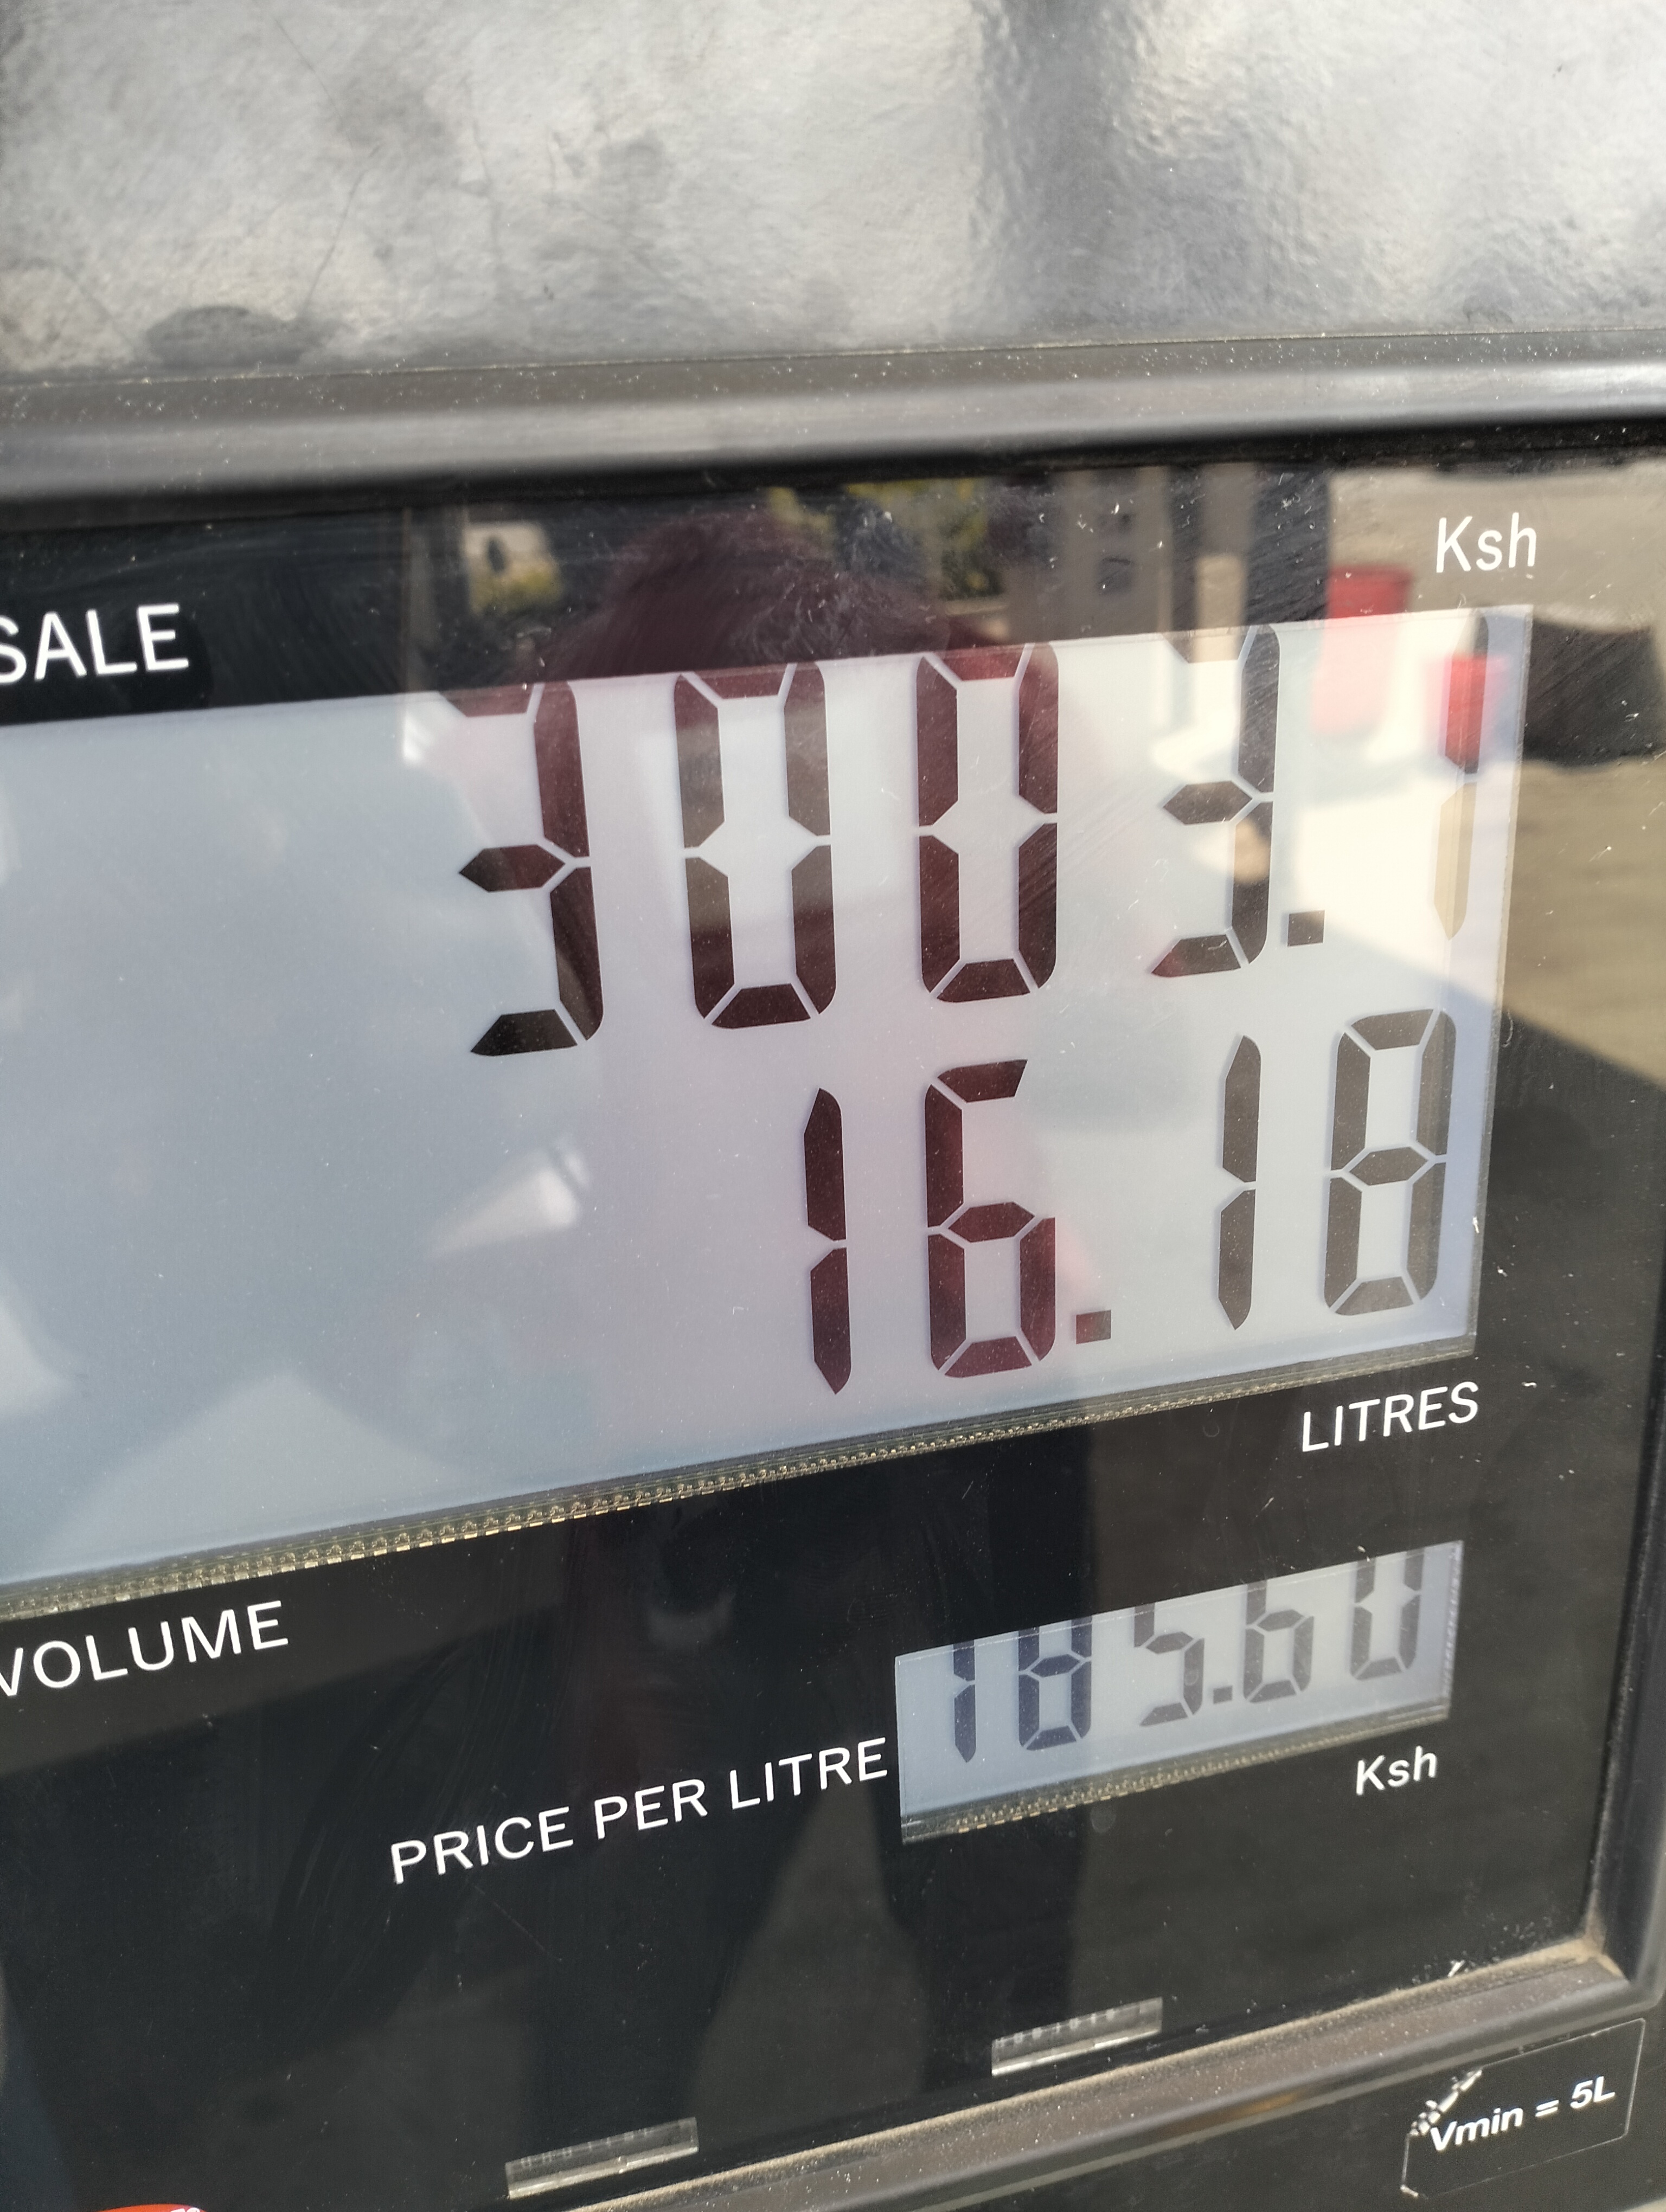 Ksh
SALE
3003.1
16.18
LITRES
VOLUME
PRICE PER LITRE 185.60
Ksh
Vmin = 5L